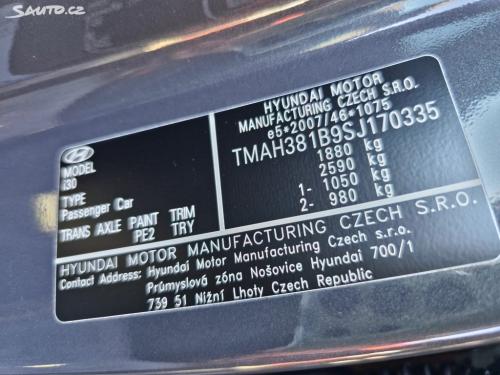 SAUTO.CZ
HYUNDAI MOTOR
MANUFACTURING CZECH S.R.O.
e5*2007/46*1075
TMAH381B9SJ170335
1880 kg
2590 kg
1- 1050 kg
2- 980 kg
MODEL
i30
TYPE
Passenger Car
TRANS AXLE PAINT TRIM
PE2 TRY
HYUNDAI MOTOR MANUFACTURING CZECH S.R.O.
Contact Address: Hyundai Motor Manufacturing Czech s.r.o.
Průmyslová zóna Nošovice Hyundai 700/1
739 51 Nižní Lhoty Czech Republic